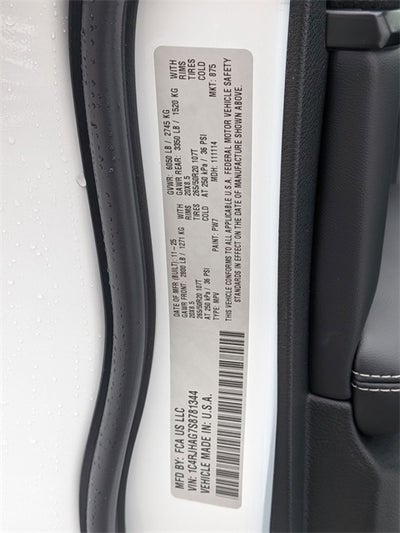 MFD BY: FCA US LLC
VIN: 1C4RJHAG7S8781344
VEHICLE MADE IN: U.S.A.
DATE OF MFR (BUILT): 11-25
GAWR FRONT: 2800 LB / 1271 KG
WITH
20X8.5
RIMS
265/50R20 107T
TIRES
AT 250 kPa / 36 PSI
COLD
TYPE: MPV
PAINT: PW7
GVWR: 6050 LB / 2745 KG
GAWR REAR: 3350 LB / 1520 KG
WITH
20X8.5
RIMS
265/50R20 107T
TIRES
AT 250 kPa / 36 PSI
COLD
MDH: 111114
MKT: 875
THIS VEHICLE CONFORMS TO ALL APPLICABLE U.S.A. FEDERAL MOTOR VEHICLE SAFETY
STANDARDS IN EFFECT ON THE DATE OF MANUFACTURE SHOWN ABOVE.